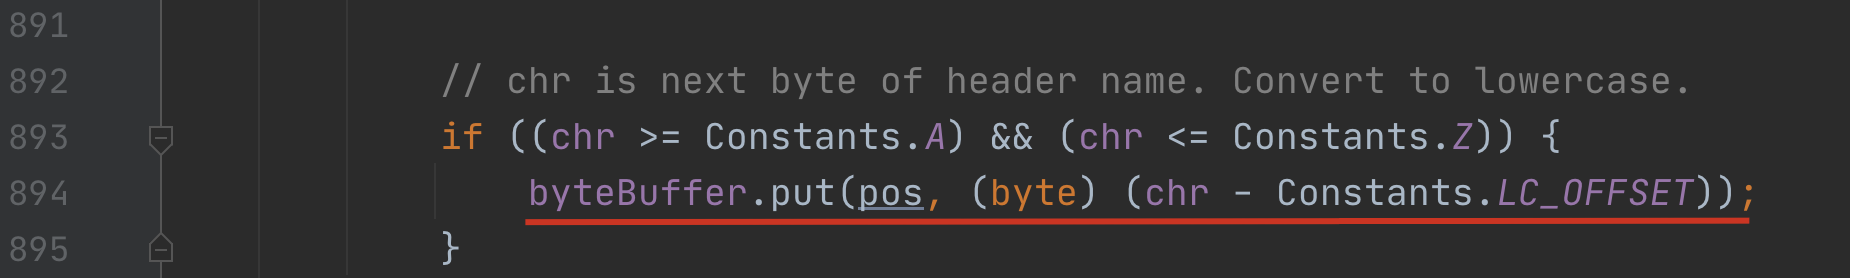 891
892 // chr is next byte of header name. Convert to lowercase.
893 if ((chr >= Constants.A) && (chr <= Constants.Z)) {
894 byteBuffer.put(pos, (byte) (chr - Constants.LC_OFFSET));
895 }